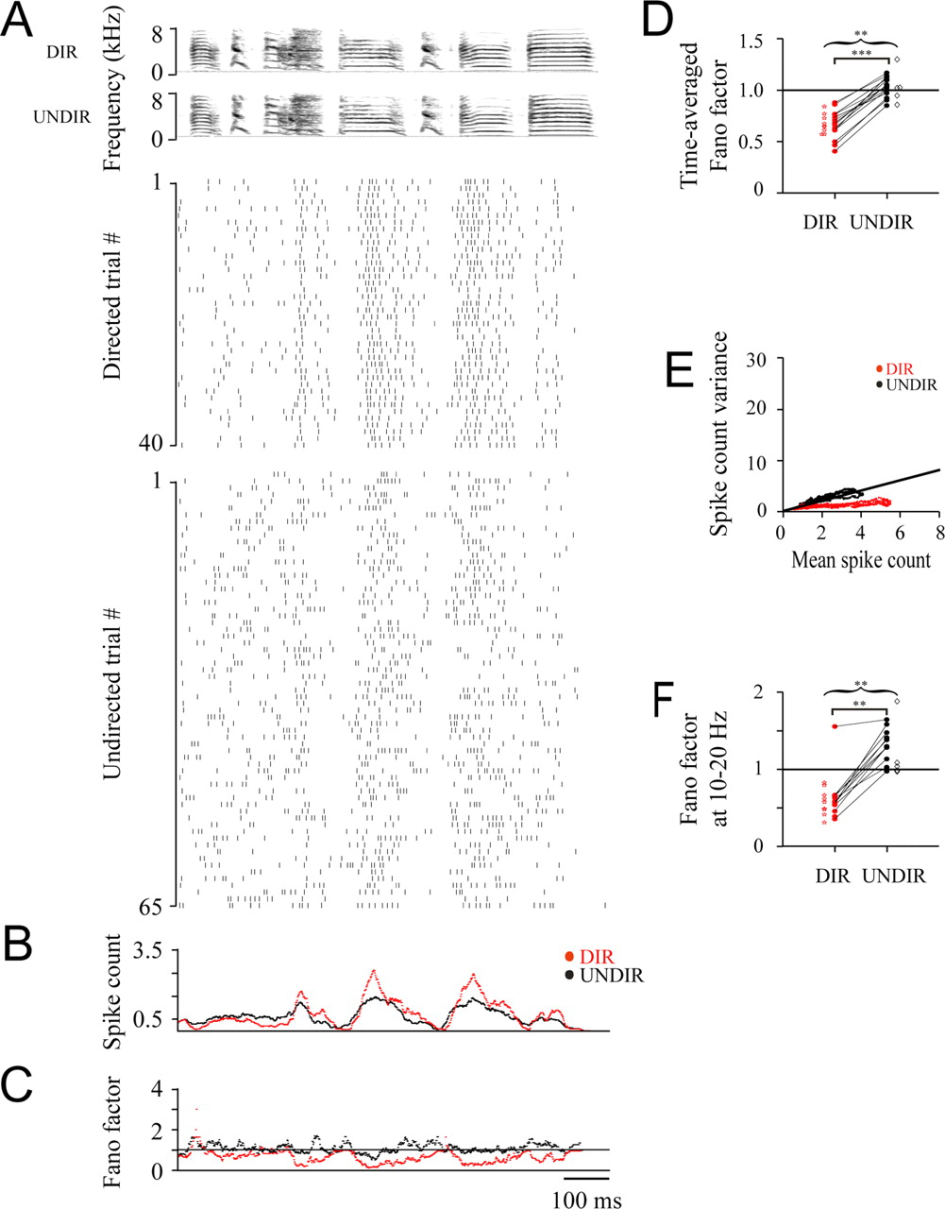 A
DIR
UNDIR
Frequency (kHz)
8
0
8
0
Directed trial #
1
40
Undirected trial #
1
65
B
Spike count
3.5
0.5
DIR
UNDIR
C
Fano factor
4
2
0
100 ms
D
Time-averaged
Fano factor
1.5
1.0
0.5
0
**
***
DIR UNDIR
E
Spike count variance
30
20
10
0
DIR
UNDIR
0 2 4 6 8
Mean spike count
F
Fano factor
at 10-20 Hz
2
1
0
**
**
DIR UNDIR